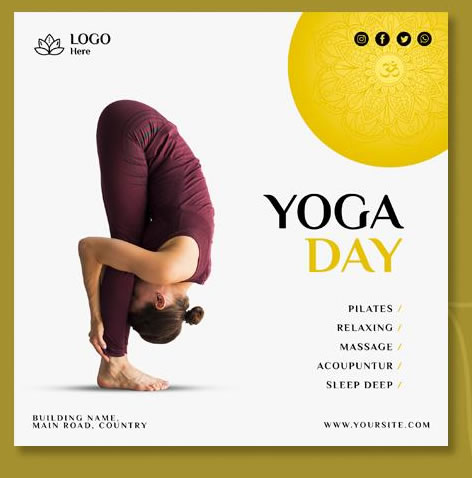 LOGO
Here
YOGA
DAY
PILATES /
RELAXING /
MASSAGE /
ACOUPUNTUR /
SLEEP DEEP /
BUILDING NAME,
MAIN ROAD, COUNTRY
WWW.YOURSITE.COM
ॐ